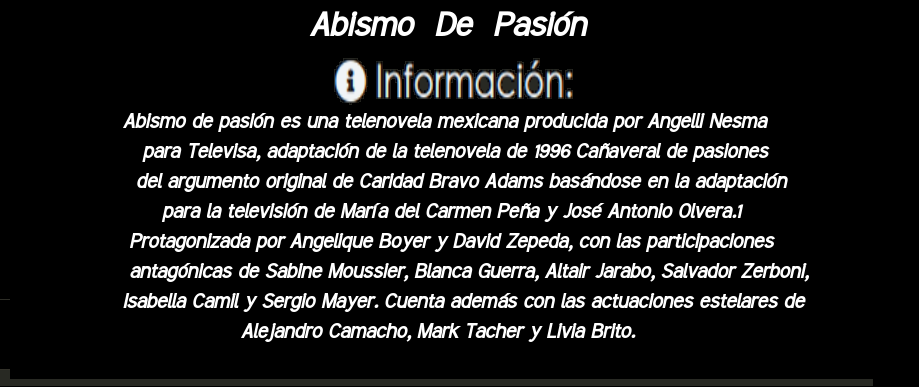 Abismo De Pasión
Información:
Abismo de pasión es una telenovela mexicana producida por Angelli Nesma
para Televisa, adaptación de la telenovela de 1996 Cañaveral de pasiones
del argumento original de Caridad Bravo Adams basándose en la adaptación
para la televisión de María del Carmen Peña y José Antonio Olvera.1
Protagonizada por Angelique Boyer y David Zepeda, con las participaciones
antagónicas de Sabine Moussier, Blanca Guerra, Altair Jarabo, Salvador Zerboni,
Isabella Camil y Sergio Mayer. Cuenta además con las actuaciones estelares de
Alejandro Camacho, Mark Tacher y Livia Brito.